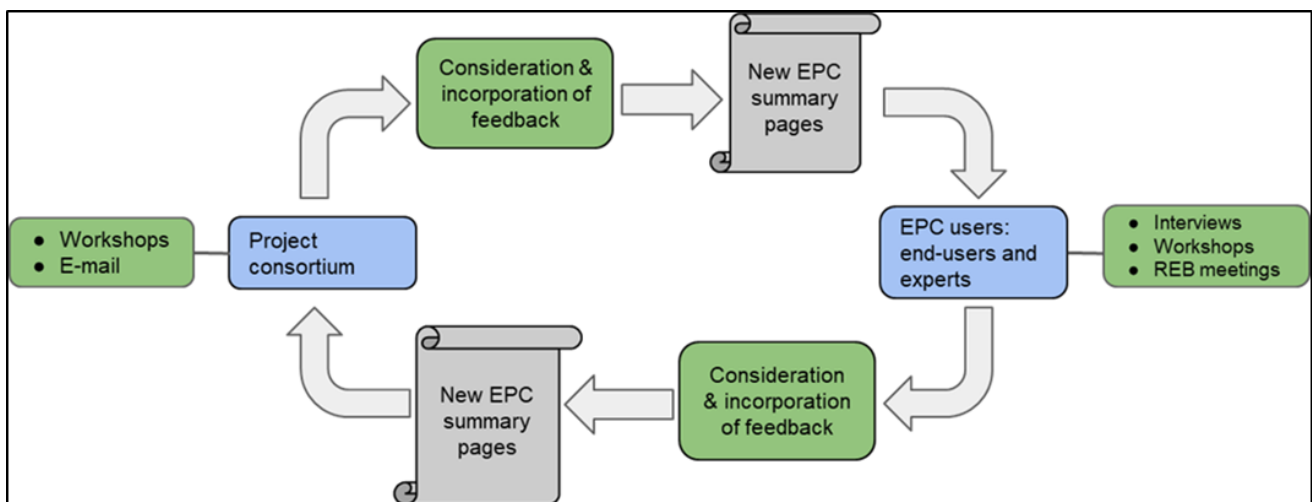 Consideration &
incorporation of
feedback
New EPC
summary
pages
● Workshops
● E-mail
Project
consortium
EPC users:
end-users and
experts
● Interviews
● Workshops
● REB meetings
New EPC
summary
pages
Consideration
& incorporation
of feedback